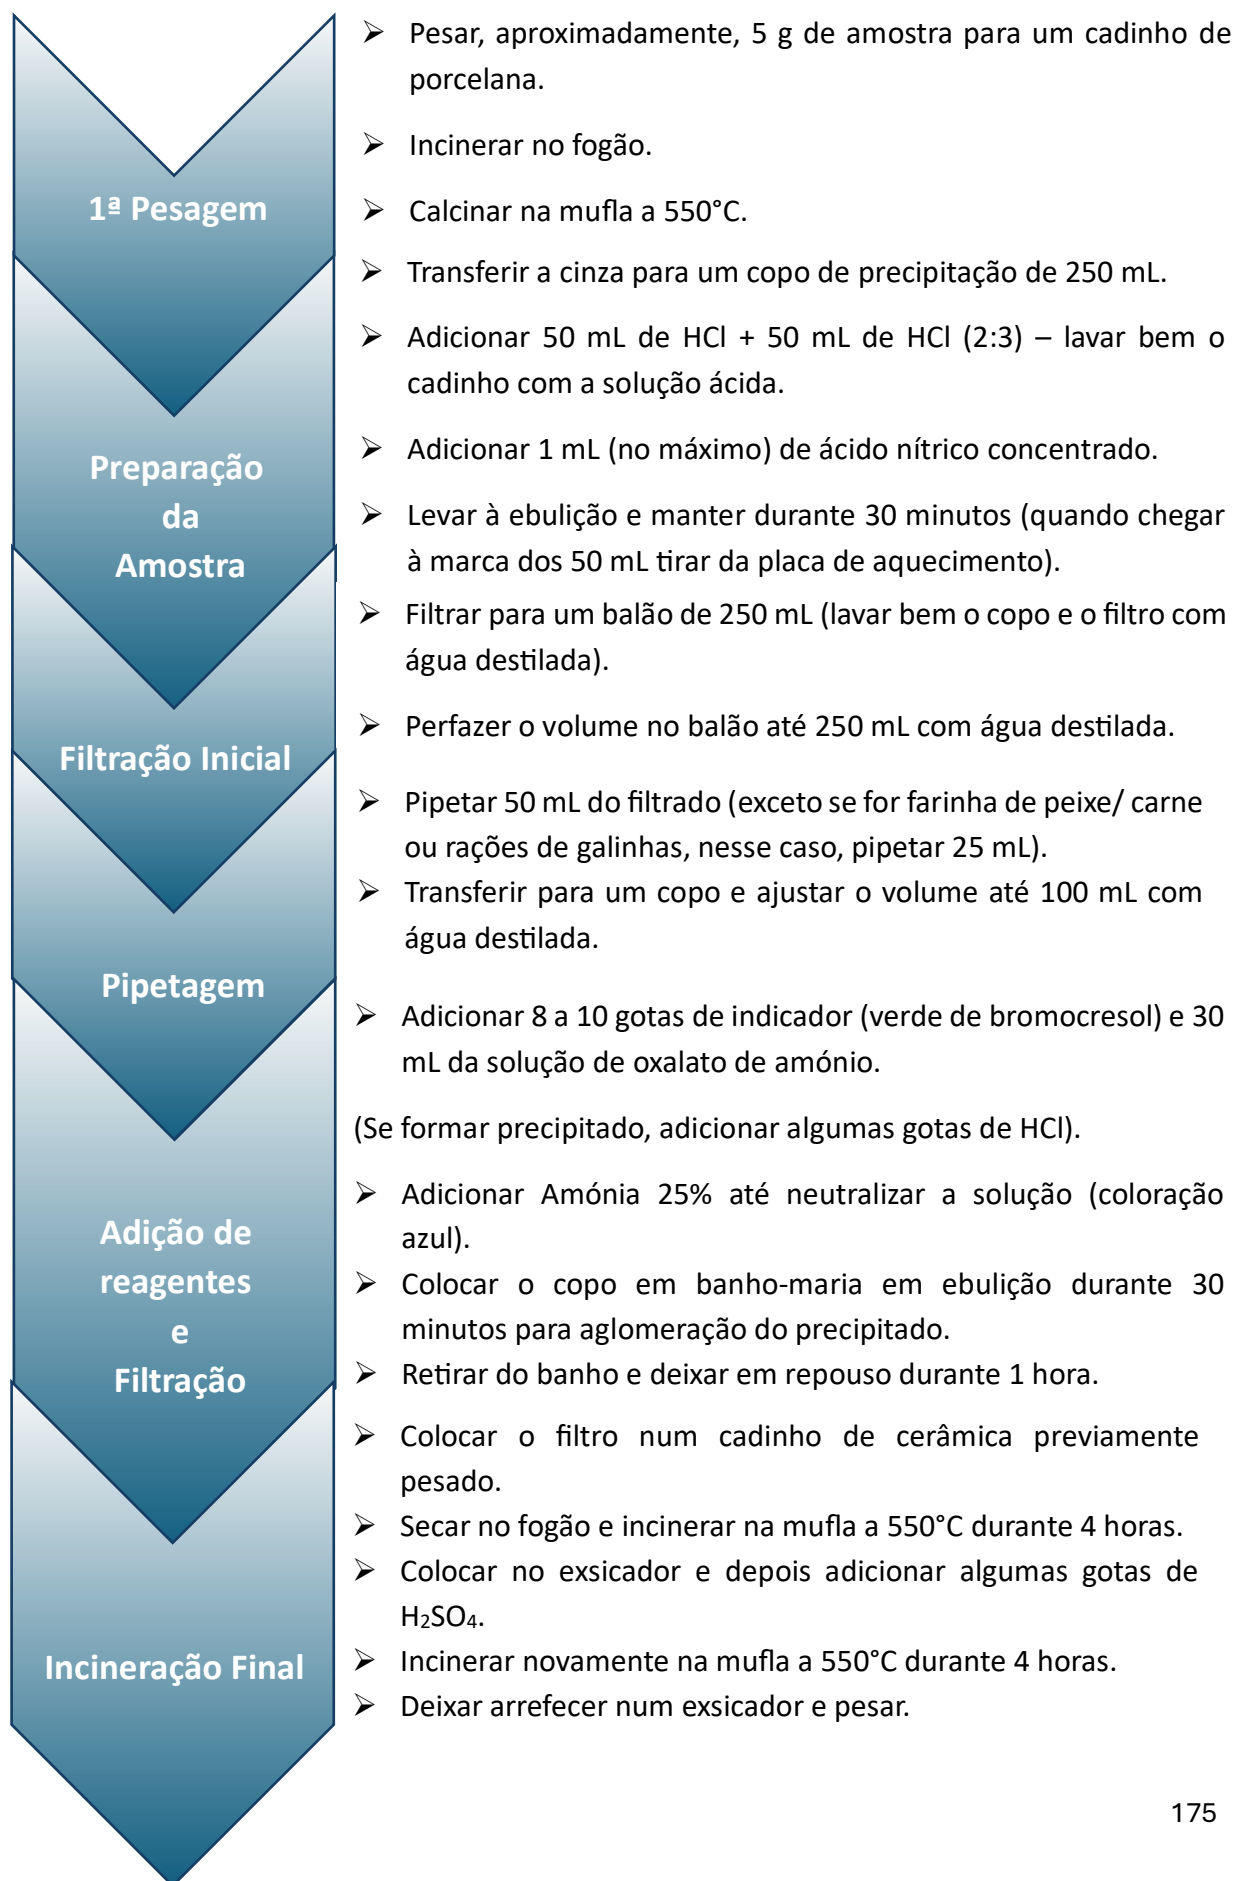 ➢ Pesar, aproximadamente, 5 g de amostra para um cadinho de
porcelana.
➢ Incinerar no fogão.
➢ Calcinar na mufla a 550°C.
1ª Pesagem
➢ Transferir a cinza para um copo de precipitação de 250 mL.
➢ Adicionar 50 mL de HCl + 50 mL de HCl (2:3) – lavar bem o
cadinho com a solução ácida.
➢ Adicionar 1 mL (no máximo) de ácido nítrico concentrado.
➢ Levar à ebulição e manter durante 30 minutos (quando chegar
à marca dos 50 mL tirar da placa de aquecimento).
Preparação
da
Amostra
➢ Filtrar para um balão de 250 mL (lavar bem o copo e o filtro com
água destilada).
➢ Perfazer o volume no balão até 250 mL com água destilada.
Filtração Inicial
➢ Pipetar 50 mL do filtrado (exceto se for farinha de peixe/ carne
ou rações de galinhas, nesse caso, pipetar 25 mL).
➢ Transferir para um copo e ajustar o volume até 100 mL com
água destilada.
Pipetagem
➢ Adicionar 8 a 10 gotas de indicador (verde de bromocresol) e 30
mL da solução de oxalato de amónio.
(Se formar precipitado, adicionar algumas gotas de HCl).
➢ Adicionar Amónia 25% até neutralizar a solução (coloração
azul).
➢ Colocar o copo em banho-maria em ebulição durante 30
minutos para aglomeração do precipitado.
➢ Retirar do banho e deixar em repouso durante 1 hora.
Adição de
reagentes
e
Filtração
➢ Colocar o filtro num cadinho de cerâmica previamente
pesado.
➢ Secar no fogão e incinerar na mufla a 550°C durante 4 horas.
➢ Colocar no exsicador e depois adicionar algumas gotas de
H₂SO₄.
➢ Incinerar novamente na mufla a 550°C durante 4 horas.
➢ Deixar arrefecer num exsicador e pesar.
Incineração Final
175